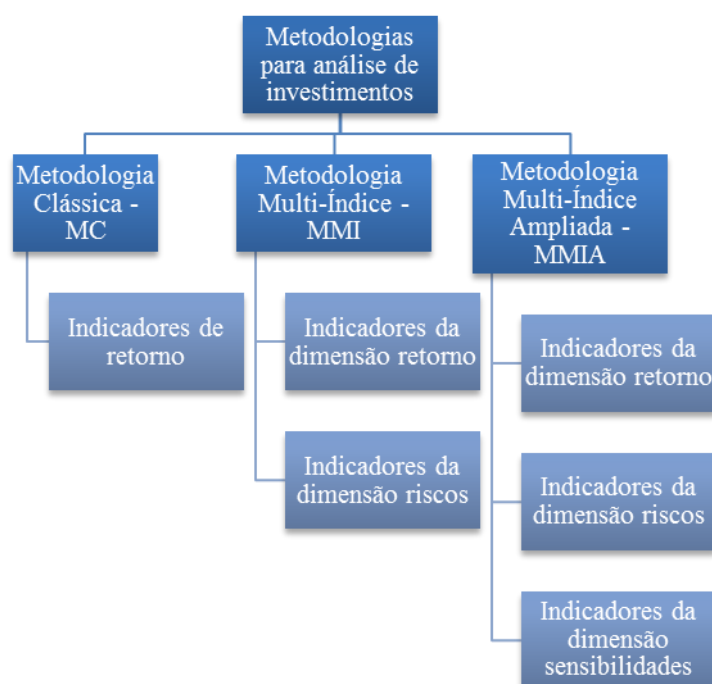 Metodologias
para análise de
investimentos
Metodologia
Clássica -
MC
Indicadores de
retorno
Metodologia
Multi-Índice -
MMI
Indicadores da
dimensão retorno
Indicadores da
dimensão riscos
Metodologia
Multi-Índice
Ampliada -
MMIA
Indicadores da
dimensão retorno
Indicadores da
dimensão riscos
Indicadores da
dimensão
sensibilidades